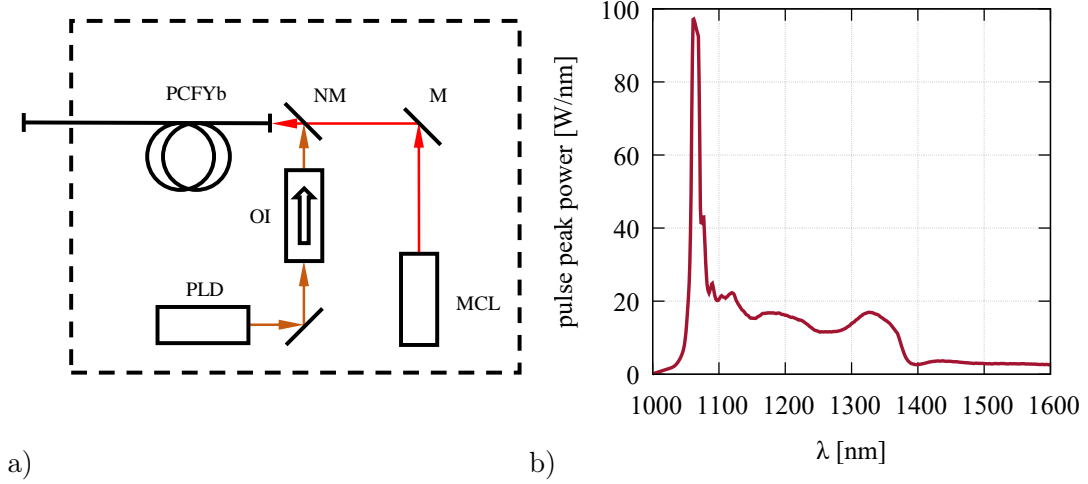 PCFYb
NM
M
OI
PLD
MCL
a)
pulse peak power [W/nm]
100
80
60
40
20
0
1000 1100 1200 1300 1400 1500 1600
λ [nm]
b)